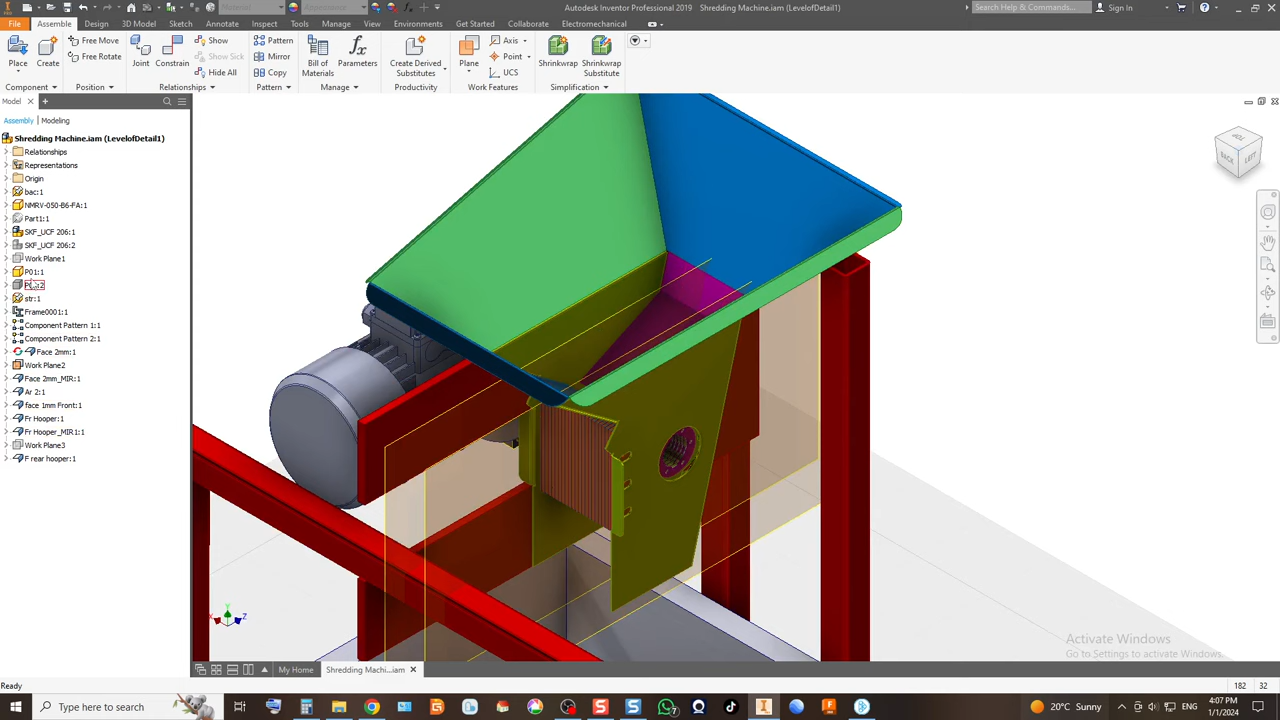 Material
Appearance
Autodesk Inventor Professional 2019 Shredding Machine.iam (LevelofDetail1)
Search Help & Commands...
Sign In
File Assemble Design 3D Model Sketch Annotate Inspect Tools Manage View Environments Get Started Collaborate Electromechanical
Place
Create
Free Move
Free Rotate
Joint
Constrain
Show
Show Sick
Hide All
Pattern
Mirror
Copy
Bill of
Materials
Parameters
Create Derived
Substitutes
Plane
Axis
Point
UCS
Shrinkwrap
Shrinkwrap
Substitute
Component Position Relationships Pattern Manage Productivity Work Features Simplification
Model
Assembly Modeling
Shredding Machine.iam (LevelofDetail1)
Relationships
Representations
Origin
bac:1
NMRV-050-B6-FA:1
Part1:1
SKF_UCF 206:1
SKF_UCF 206:2
Work Plane1
P01:1
str:1
Frame0001:1
Component Pattern 1:1
Component Pattern 2:1
Face 2mm:1
Work Plane2
Face 2mm_MIR:1
Ar 2:1
face 1mm Front:1
Fr Hooper:1
Fr Hooper_MIR1:1
Work Plane3
F rear hooper:1
BACK
LEFT
X
Y
Z
Activate Windows
Go to Settings to activate Windows.
My Home
Shredding Machi...iam
Ready
182 32
Type here to search
20°C Sunny
ENG
4:07 PM
1/1/2024